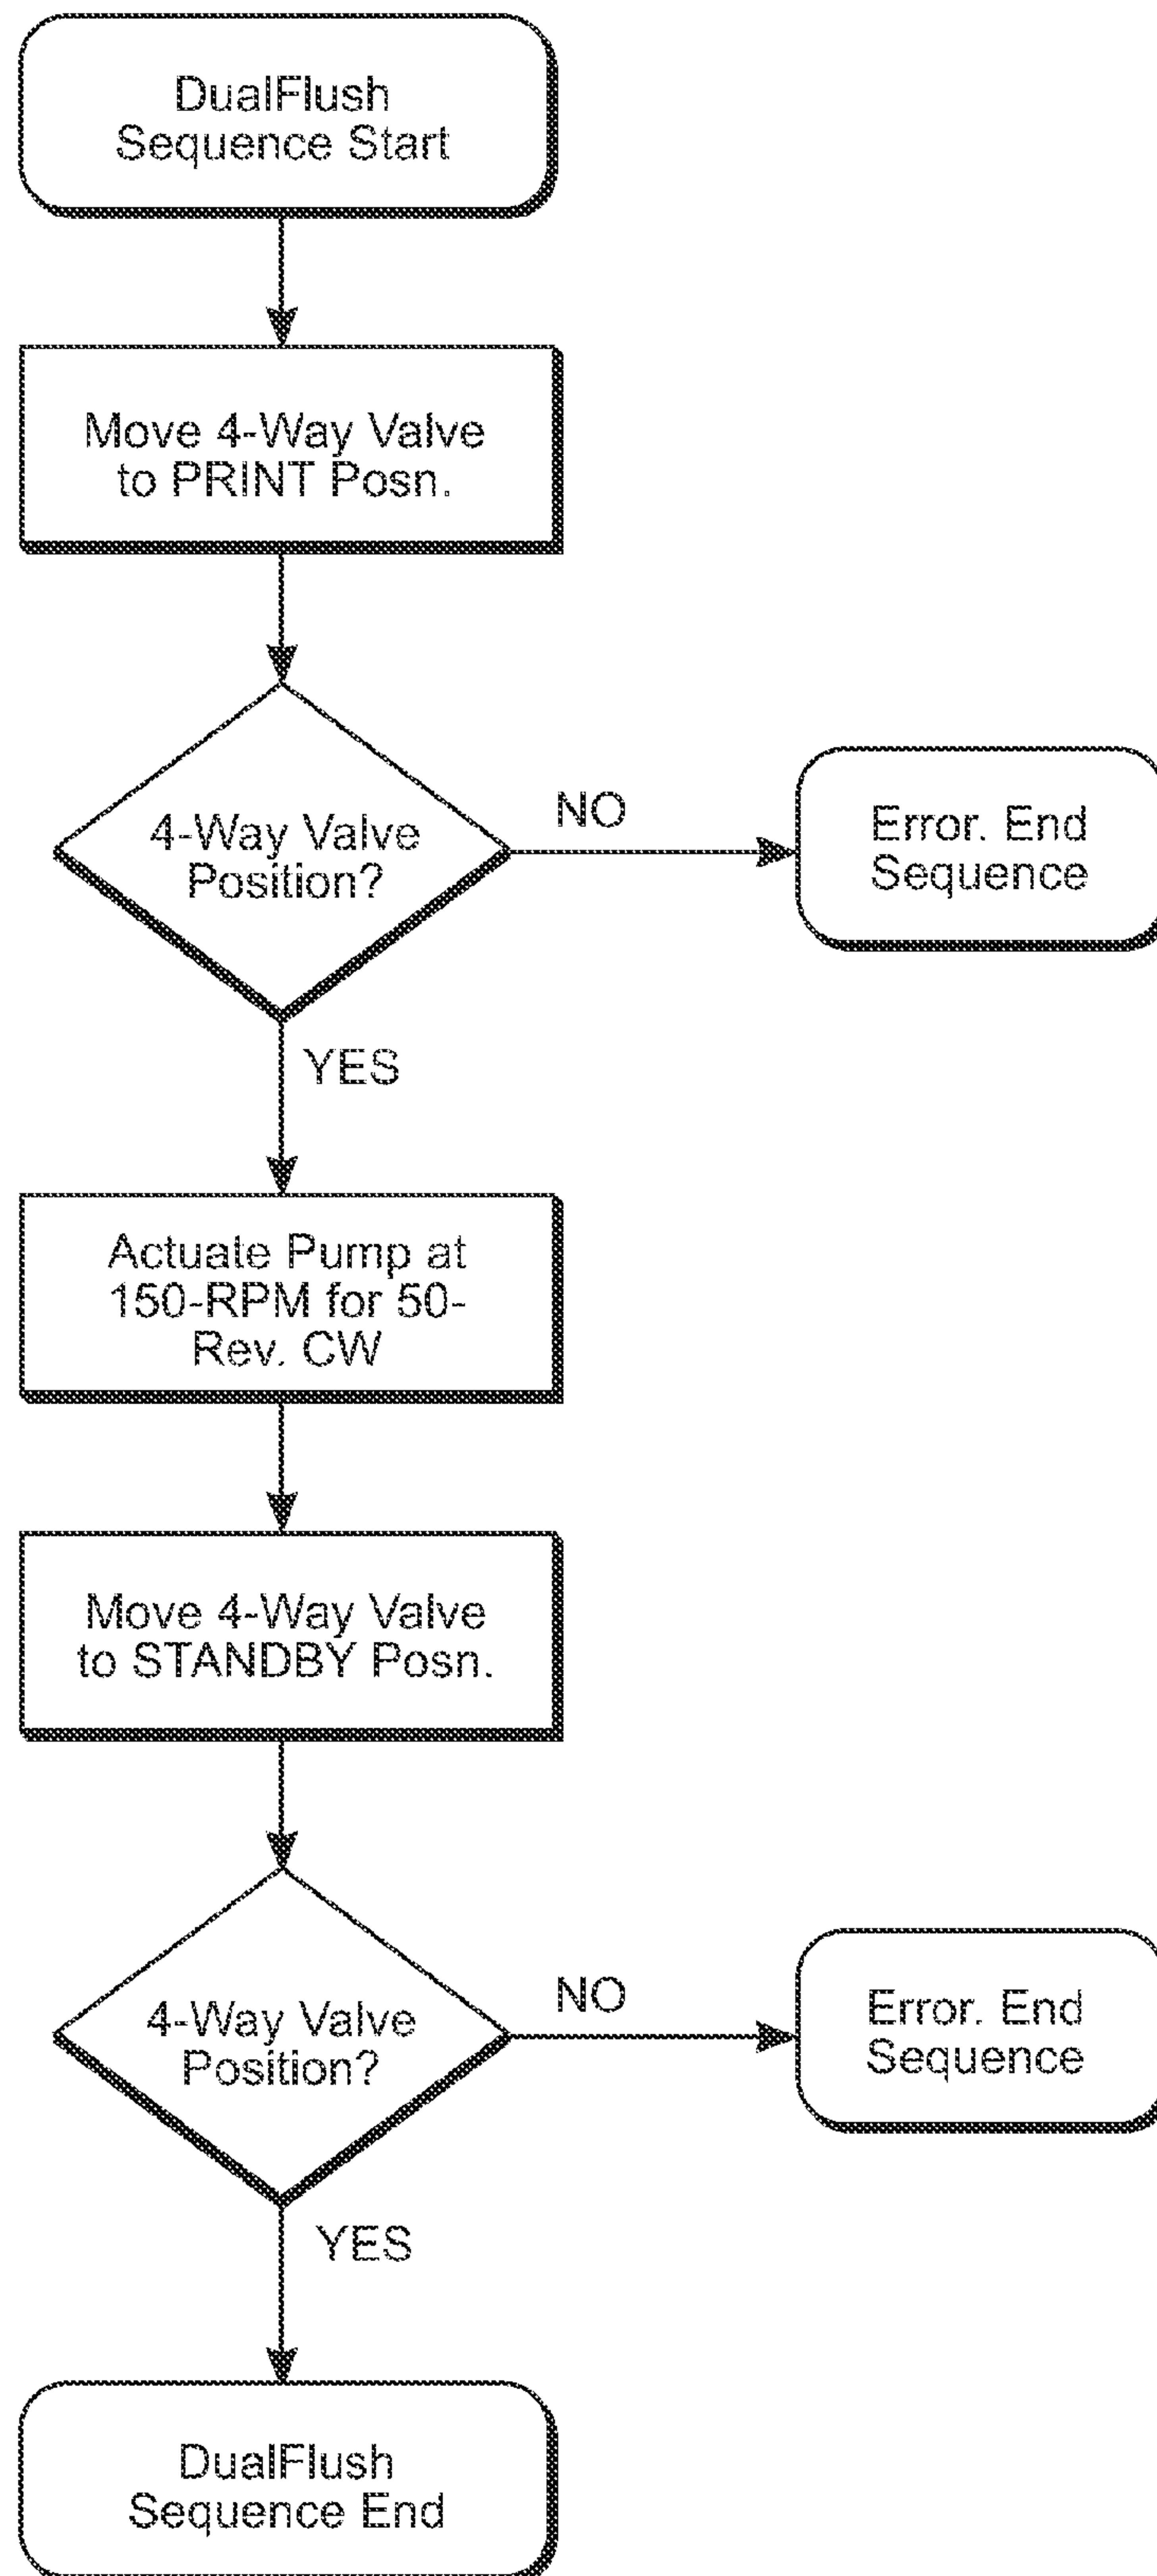 DualFlush
Sequence Start
Move 4-Way Valve
to PRINT Posn.
4-Way Valve
Position?
NO
Error. End
Sequence
YES
Actuate Pump at
150-RPM for 50-
Rev. CW
Move 4-Way Valve
to STANDBY Posn.
4-Way Valve
Position?
NO
Error. End
Sequence
YES
DualFlush
Sequence End